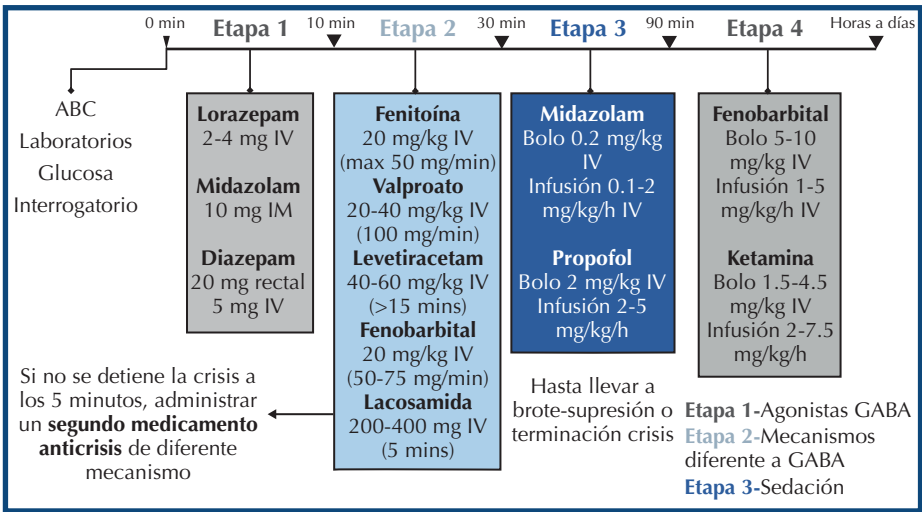 0 min
Etapa 1
10 min
Etapa 2
30 min
Etapa 3
90 min
Etapa 4
Horas a días
ABC
Laboratorios
Glucosa
Interrogatorio
Lorazepam
2-4 mg IV
Midazolam
10 mg IM
Diazepam
20 mg rectal
5 mg IV
Fenitoína
20 mg/kg IV
(max 50 mg/min)
Valproato
20-40 mg/kg IV
(100 mg/min)
Levetiracetam
40-60 mg/kg IV
(>15 mins)
Fenobarbital
20 mg/kg IV
(50-75 mg/min)
Lacosamida
200-400 mg IV
(5 mins)
Midazolam
Bolo 0.2 mg/kg
IV
Infusión 0.1-2
mg/kg/h IV
Propofol
Bolo 2 mg/kg IV
Infusión 2-5
mg/kg/h
Fenobarbital
Bolo 5-10
mg/kg IV
Infusión 1-5
mg/kg/h IV
Ketamina
Bolo 1.5-4.5
mg/kg IV
Infusión 2-7.5
mg/kg/h
Si no se detiene la crisis a
los 5 minutos, administrar
un segundo medicamento
anticrisis de diferente
mecanismo
Hasta llevar a
brote-supresión o
terminación crisis
Etapa 1-Agonistas GABA
Etapa 2-Mecanismos
diferente a GABA
Etapa 3-Sedación